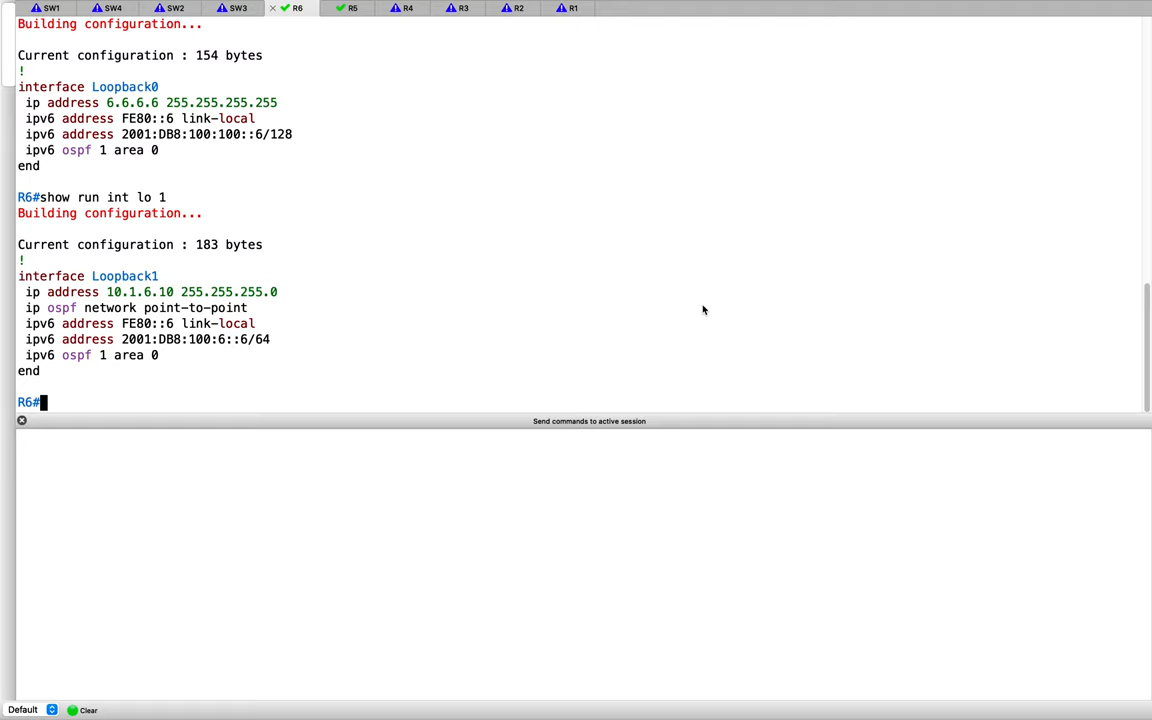 SW1 SW4 SW2 SW3 R6 R5 R4 R3 R2 R1
Building configuration...
Current configuration : 154 bytes
!
interface Loopback0
ip address 6.6.6.6 255.255.255.255
ipv6 address FE80::6 link-local
ipv6 address 2001:DB8:100:100::6/128
ipv6 ospf 1 area 0
end
R6#show run int lo 1
Building configuration...
Current configuration : 183 bytes
!
interface Loopback1
ip address 10.1.6.10 255.255.255.0
ip ospf network point-to-point
ipv6 address FE80::6 link-local
ipv6 address 2001:DB8:100:6::6/64
ipv6 ospf 1 area 0
end
R6#
Send commands to active session
Default Clear